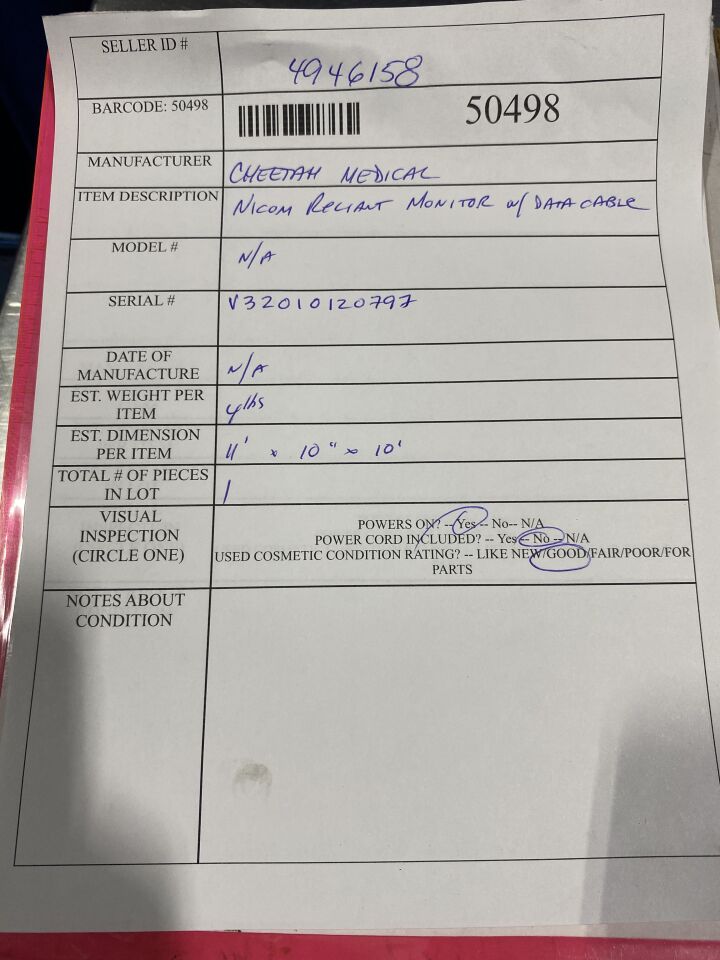 SELLER ID #
4946158
BARCODE: 50498
50498
MANUFACTURER
CHEETAH MEDICAL
ITEM DESCRIPTION
NICOM RELIANT MONITOR w/ DATA CABLE
MODEL #
N/A
SERIAL #
V32010120797
DATE OF
MANUFACTURE
N/A
EST. WEIGHT PER
ITEM
4lbs
EST. DIMENSION
PER ITEM
11' x 10" x 10'
TOTAL # OF PIECES
IN LOT
1
VISUAL
INSPECTION
(CIRCLE ONE)
POWERS ON? -- Yes -- No-- N/A
POWER CORD INCLUDED? -- Yes -- No -- N/A
USED COSMETIC CONDITION RATING? -- LIKE NEW/GOOD/FAIR/POOR/FOR
PARTS
NOTES ABOUT
CONDITION